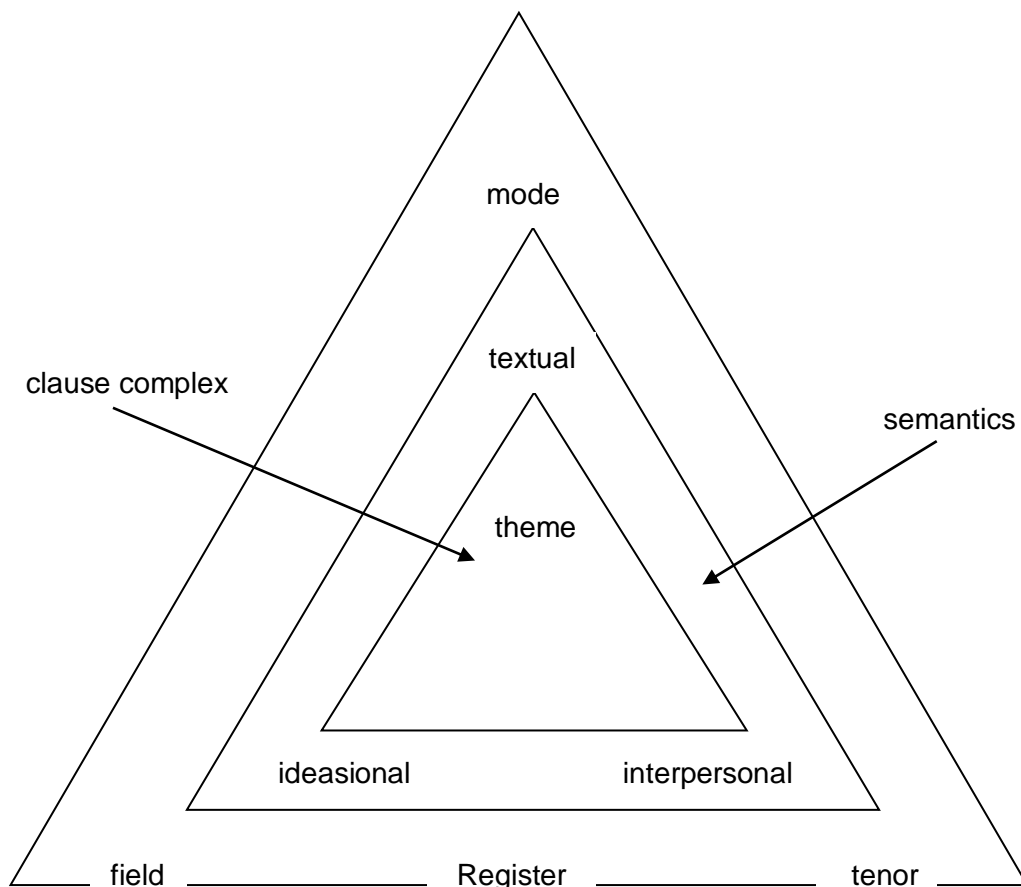 mode
textual
clause complex
semantics
theme
ideasional
interpersonal
field
Register
tenor